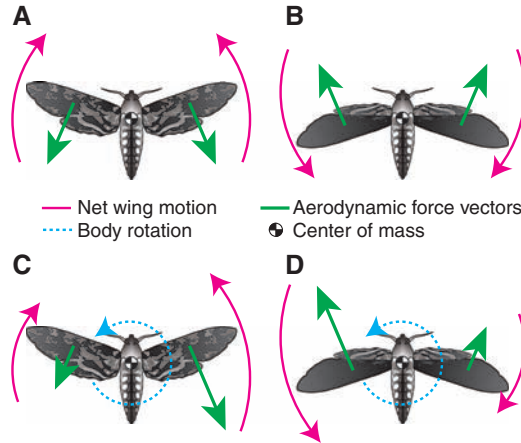 A
B
Net wing motion
Aerodynamic force vectors
Body rotation
Center of mass
C
D